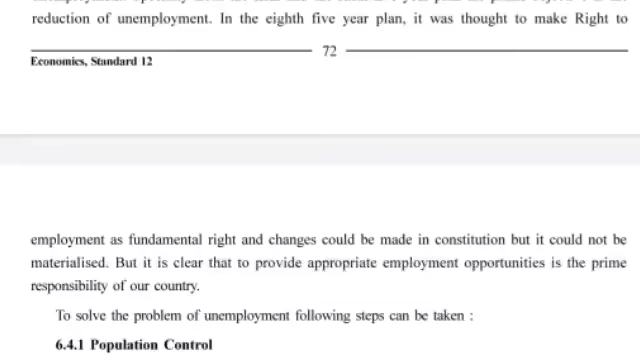 reduction of unemployment. In the eighth five year plan, it was thought to make Right to
72
Economics, Standard 12
employment as fundamental right and changes could be made in constitution but it could not be
materialised. But it is clear that to provide appropriate employment opportunities is the prime
responsibility of our country.
To solve the problem of unemployment following steps can be taken :
6.4.1 Population Control